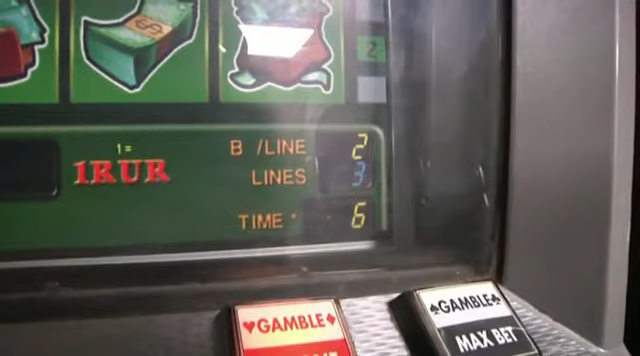 $
2
1=
1RUR
B /LINE 2
LINES 3
TIME 6
♥GAMBLE♦
♠GAMBLE♣
MAX BET